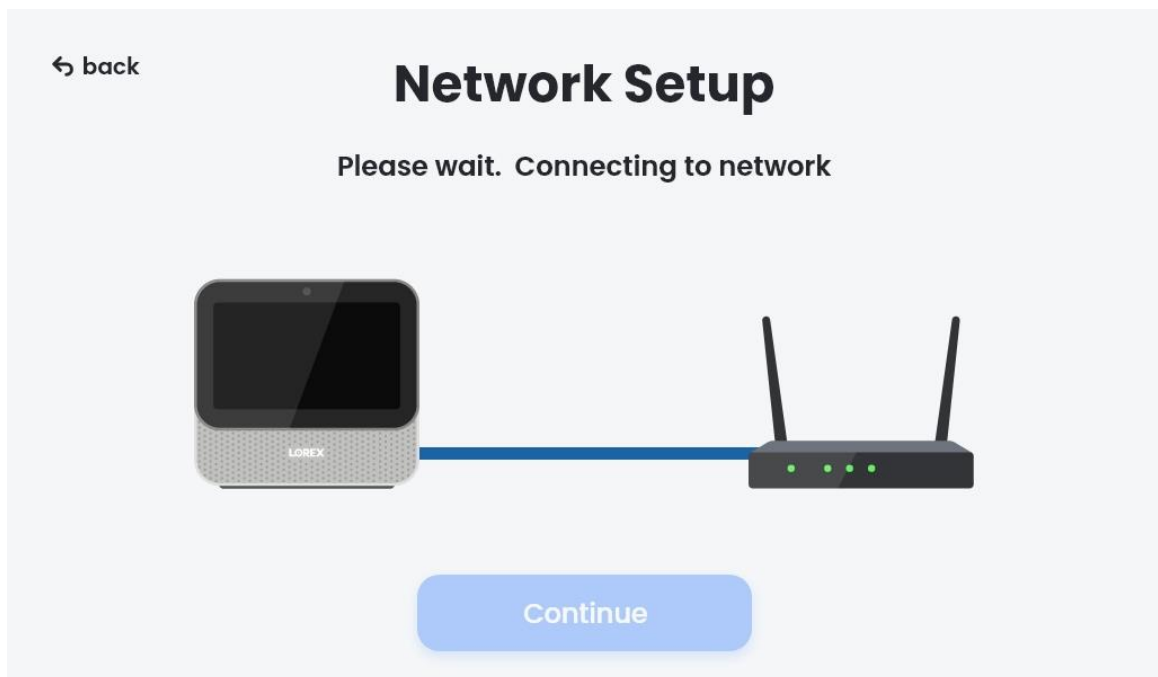 back
Network Setup
Please wait. Connecting to network
LOREX
Continue